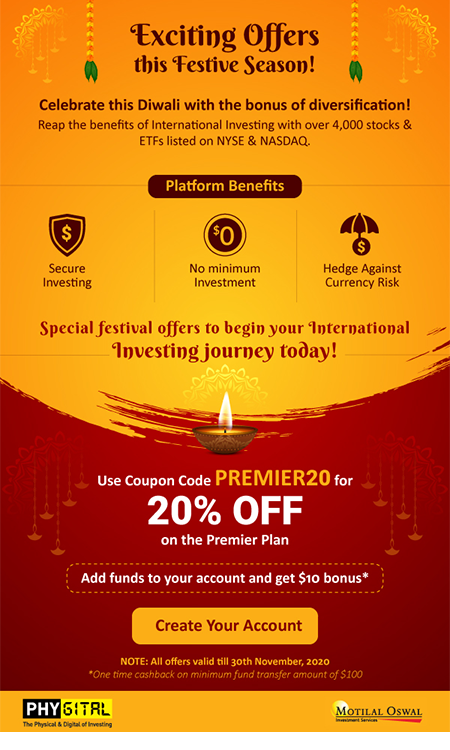 Exciting Offers
this Festive Season!
Celebrate this Diwali with the bonus of diversification!
Reap the benefits of International Investing with over 4,000 stocks &
ETFs listed on NYSE & NASDAQ.
Platform Benefits
$
$0
$
Secure
Investing
No minimum
Investment
Hedge Against
Currency Risk
Special festival offers to begin your International
Investing journey today!
Use Coupon Code PREMIER20 for
20% OFF
on the Premier Plan
Add funds to your account and get $10 bonus*
Create Your Account
NOTE: All offers valid till 30th November, 2020
*One time cashback on minimum fund transfer amount of $100
PHYGITAL
The Physical & Digital of Investing
MOTILAL OSWAL
Investment Services